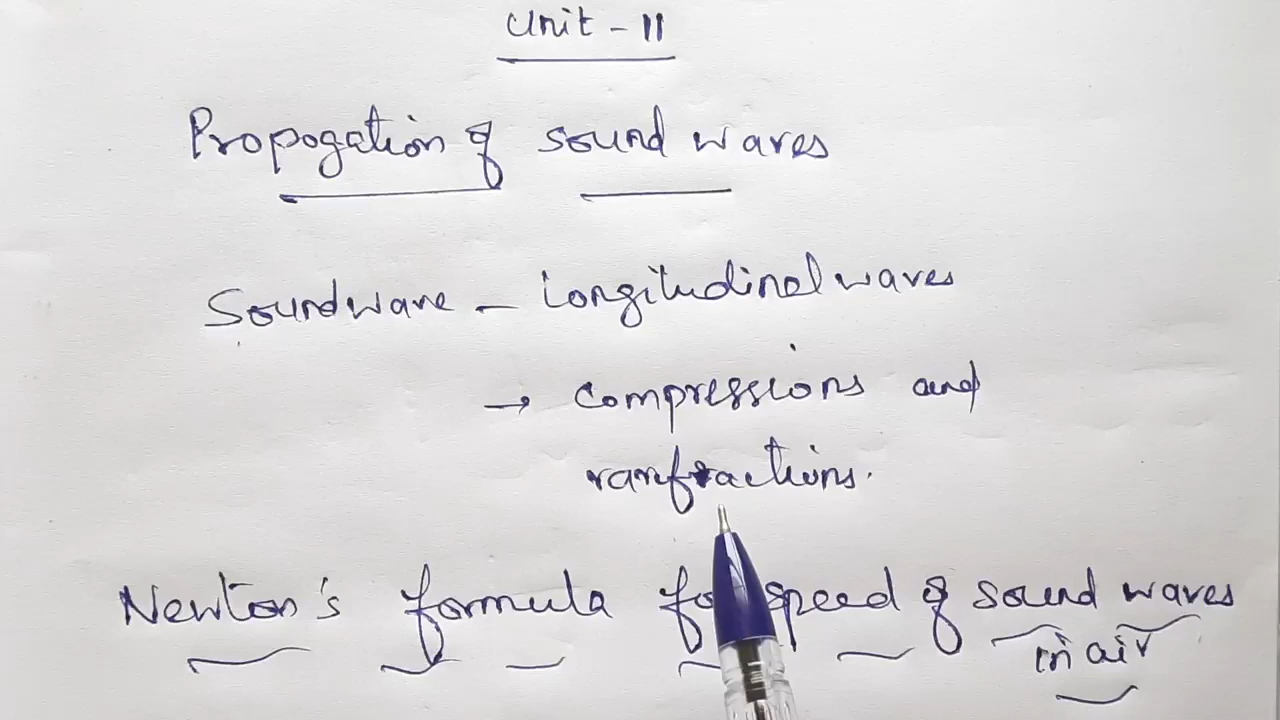 Unit - II
Propogation of sound waves
Soundwave - Longitudinal waves
→ compressions and
rarefractions.
Newton's formula for speed of sound waves
in air